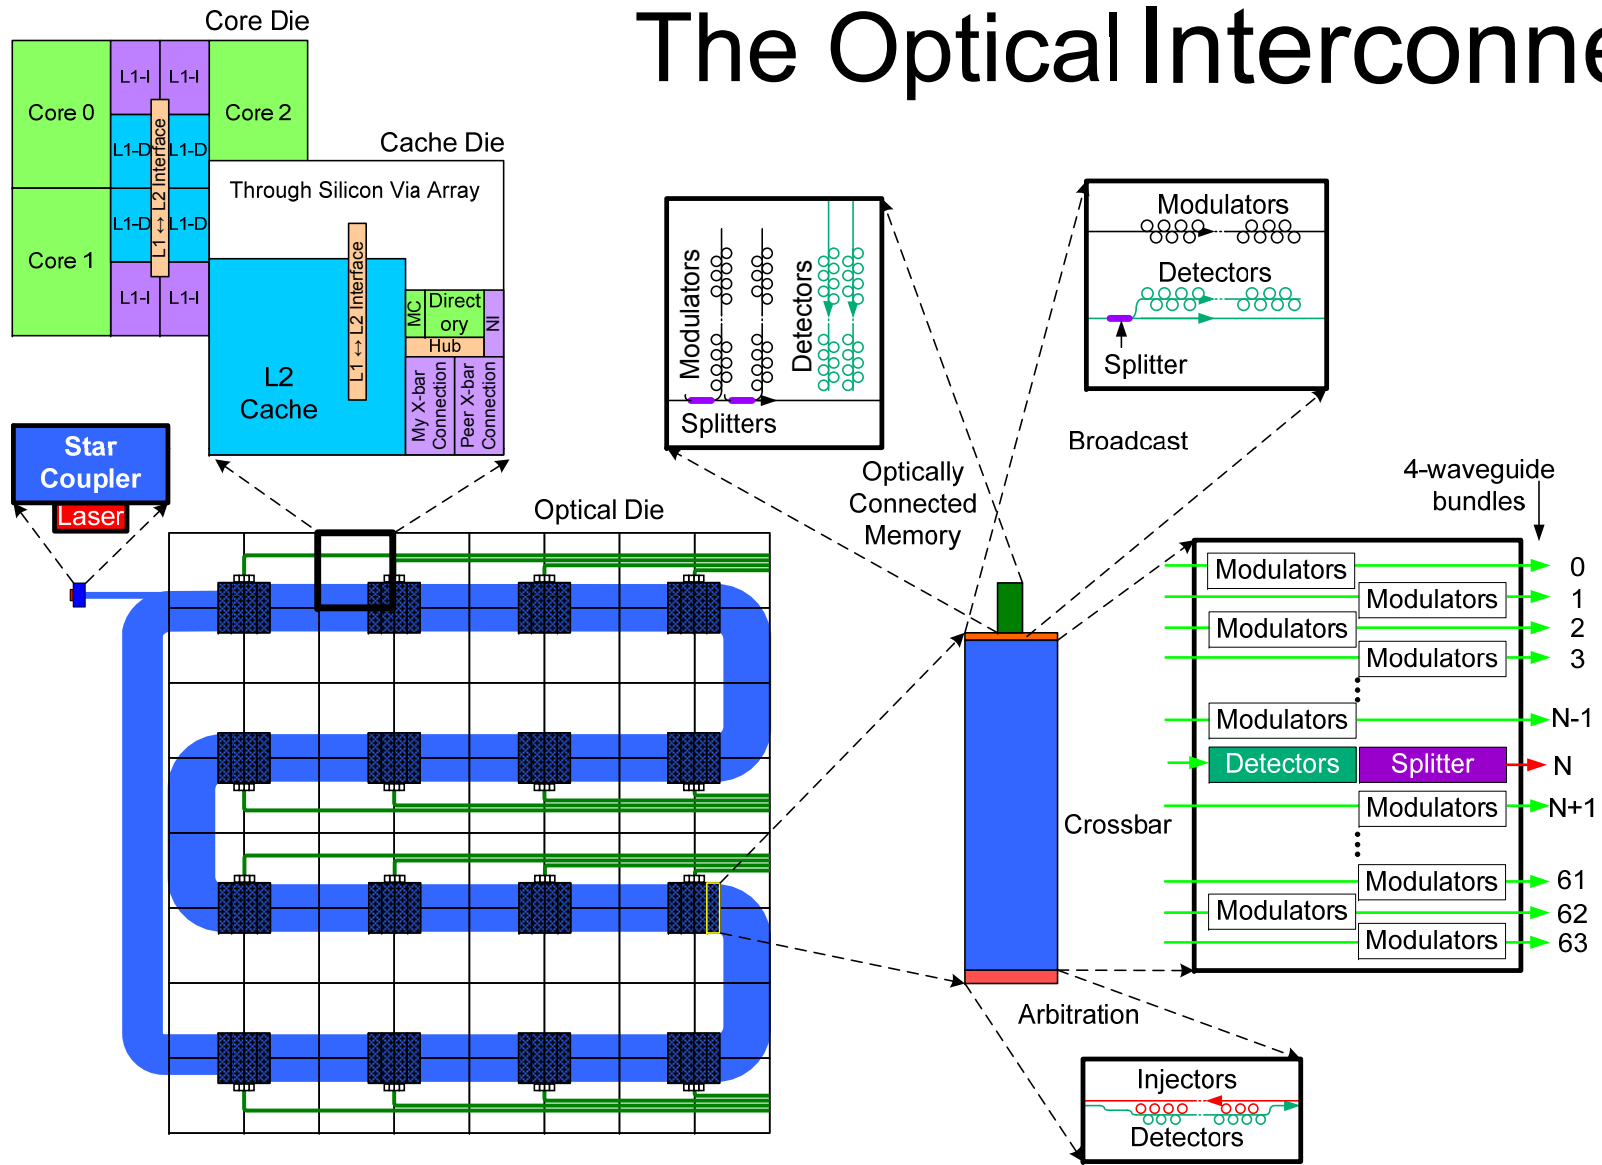 The Optical Interconne
Core Die
L1-I
L1-I
Core 0
Core 2
L1-D
L1-D
L1 ↔ L2 Interface
L1-D
L1-D
Core 1
L1-I
L1-I
Cache Die
Through Silicon Via Array
L1 ↔ L2 Interface
L2
Cache
MC
Direct
ory
NI
Hub
My X-bar
Connection
Peer X-bar
Connection
Star
Coupler
Laser
Optical Die
Modulators
Detectors
Splitters
Optically
Connected
Memory
Modulators
Detectors
Splitter
Broadcast
4-waveguide
bundles
Modulators
0
Modulators
1
Modulators
2
Modulators
3
Modulators
N-1
Detectors
Splitter
N
Modulators
N+1
Crossbar
Modulators
61
Modulators
62
Modulators
63
Arbitration
Injectors
Detectors